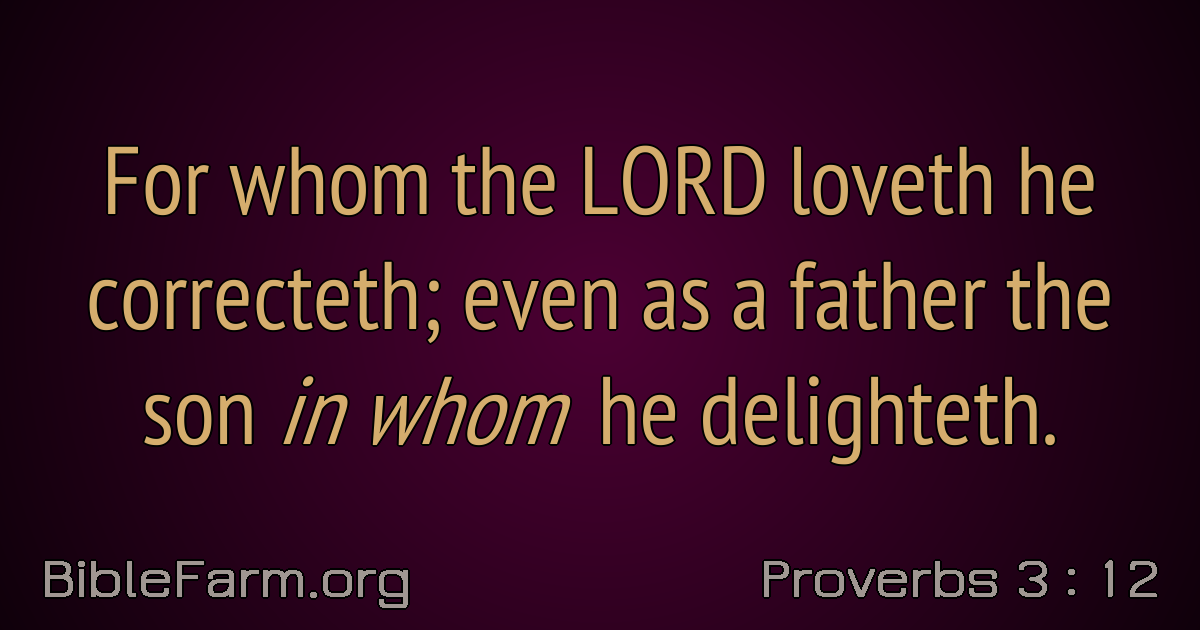 For whom the LORD loveth he
correcteth; even as a father the
son in whom he delighteth.
BibleFarm.org
Proverbs 3 : 12